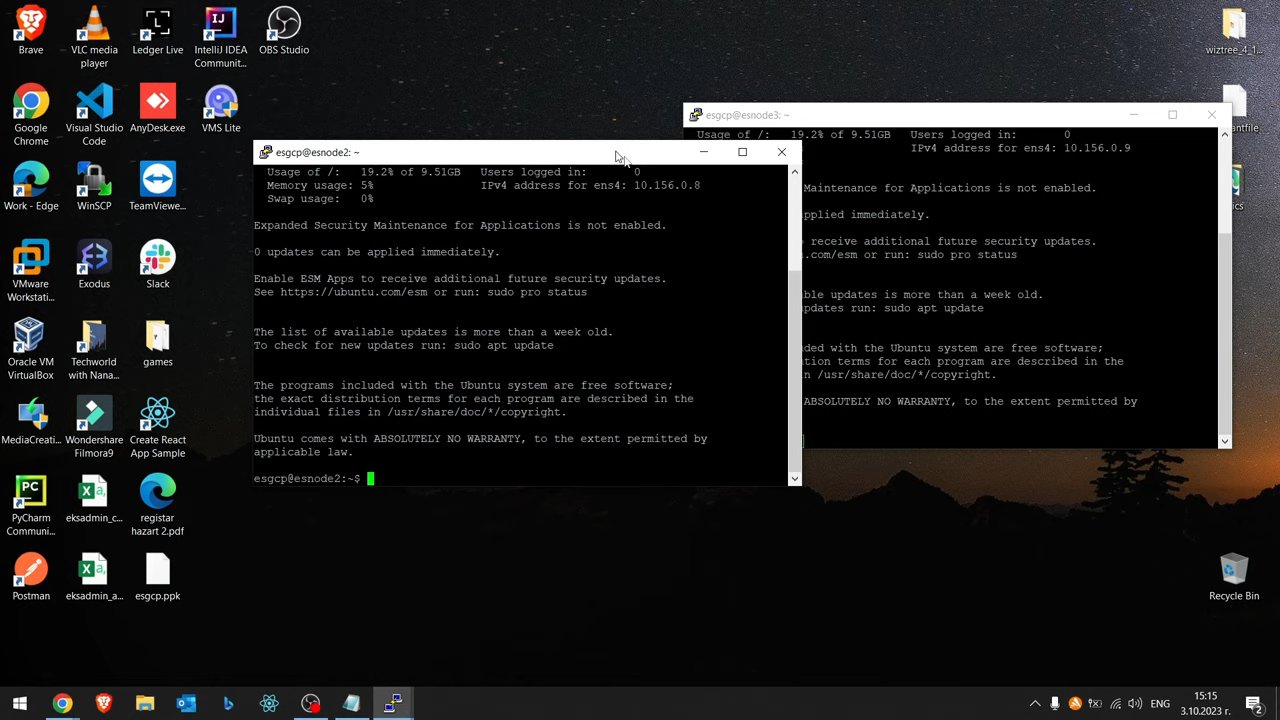 Brave
VLC media
player
Ledger Live
IntelliJ IDEA
Communit...
OBS Studio
Google
Chrome
Visual Studio
Code
AnyDesk.exe
VMS Lite
Work - Edge
WinSCP
TeamViewe...
VMware
Workstati...
Exodus
Slack
Oracle VM
VirtualBox
Techworld
with Nana...
games
MediaCreati...
Wondershare
Filmora9
Create React
App Sample
PyCharm
Communi...
eksadmin_c...
registar
hazart 2.pdf
Postman
eksadmin_a...
esgcp.ppk
wiztree_4_1...
Recycle Bin
esgcp@esnode2: ~
Usage of /: 19.2% of 9.51GB Users logged in: 0
Memory usage: 5% IPv4 address for ens4: 10.156.0.8
Swap usage: 0%
Expanded Security Maintenance for Applications is not enabled.
0 updates can be applied immediately.
Enable ESM Apps to receive additional future security updates.
See https://ubuntu.com/esm or run: sudo pro status
The list of available updates is more than a week old.
To check for new updates run: sudo apt update
The programs included with the Ubuntu system are free software;
the exact distribution terms for each program are described in the
individual files in /usr/share/doc/*/copyright.
Ubuntu comes with ABSOLUTELY NO WARRANTY, to the extent permitted by
applicable law.
esgcp@esnode2:~$
esgcp@esnode3: ~
Usage of /: 19.2% of 9.51GB Users logged in: 0
IPv4 address for ens4: 10.156.0.9
Maintenance for Applications is not enabled.
applied immediately.
receive additional future security updates.
.com/esm or run: sudo pro status
ble updates is more than a week old.
updates run: sudo apt update
uded with the Ubuntu system are free software;
tion terms for each program are described in the
in /usr/share/doc/*/copyright.
ABSOLUTELY NO WARRANTY, to the extent permitted by
ЕНГ
15:15
3.10.2023 г.
2